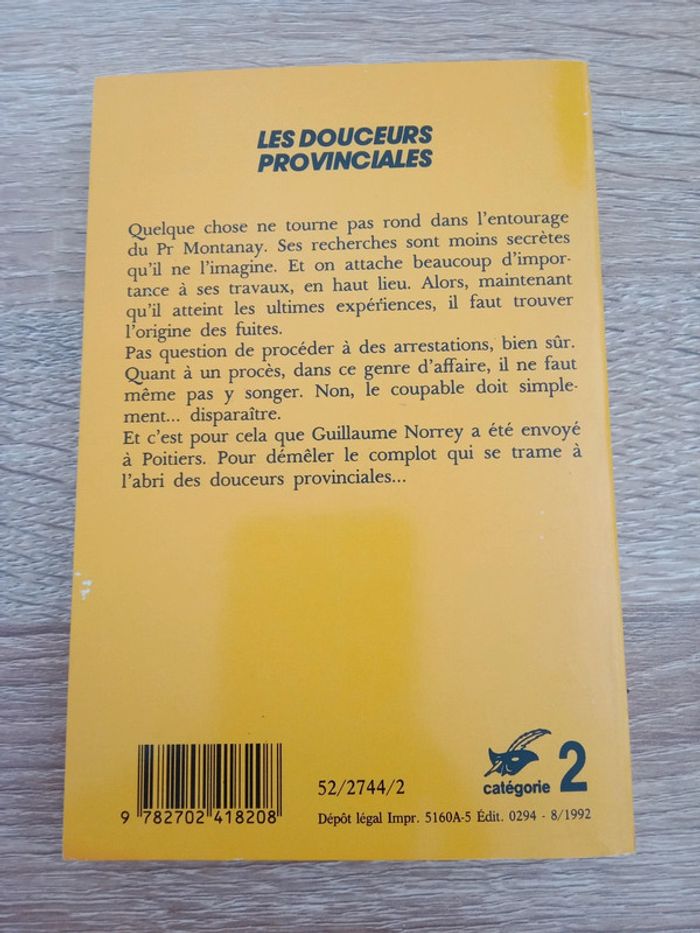 LES DOUCEURS
PROVINCIALES
Quelque chose ne tourne pas rond dans l'entourage
du Pr Montanay. Ses recherches sont moins secrètes
qu'il ne l'imagine. Et on attache beaucoup d'impor-
tance à ses travaux, en haut lieu. Alors, maintenant
qu'il atteint les ultimes expériences, il faut trouver
l'origine des fuites.
Pas question de procéder à des arrestations, bien sûr.
Quant à un procès, dans ce genre d'affaire, il ne faut
même pas y songer. Non, le coupable doit simple-
ment... disparaître.
Et c'est pour cela que Guillaume Norrey a été envoyé
à Poitiers. Pour démêler le complot qui se trame à
l'abri des douceurs provinciales...
9 782702 418208
52/2744/2
catégorie 2
Dépôt légal Impr. 5160A-5 Édit. 0294 - 8/1992